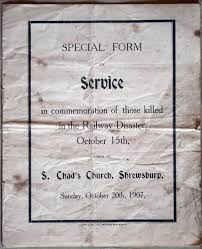 SPECIAL FORM
OF
Service
in commemoration of those killed
in the Railway Disaster,
October 15th,
S. Chad's Church, Shrewsbury,
Sunday, October 20th, 1907.